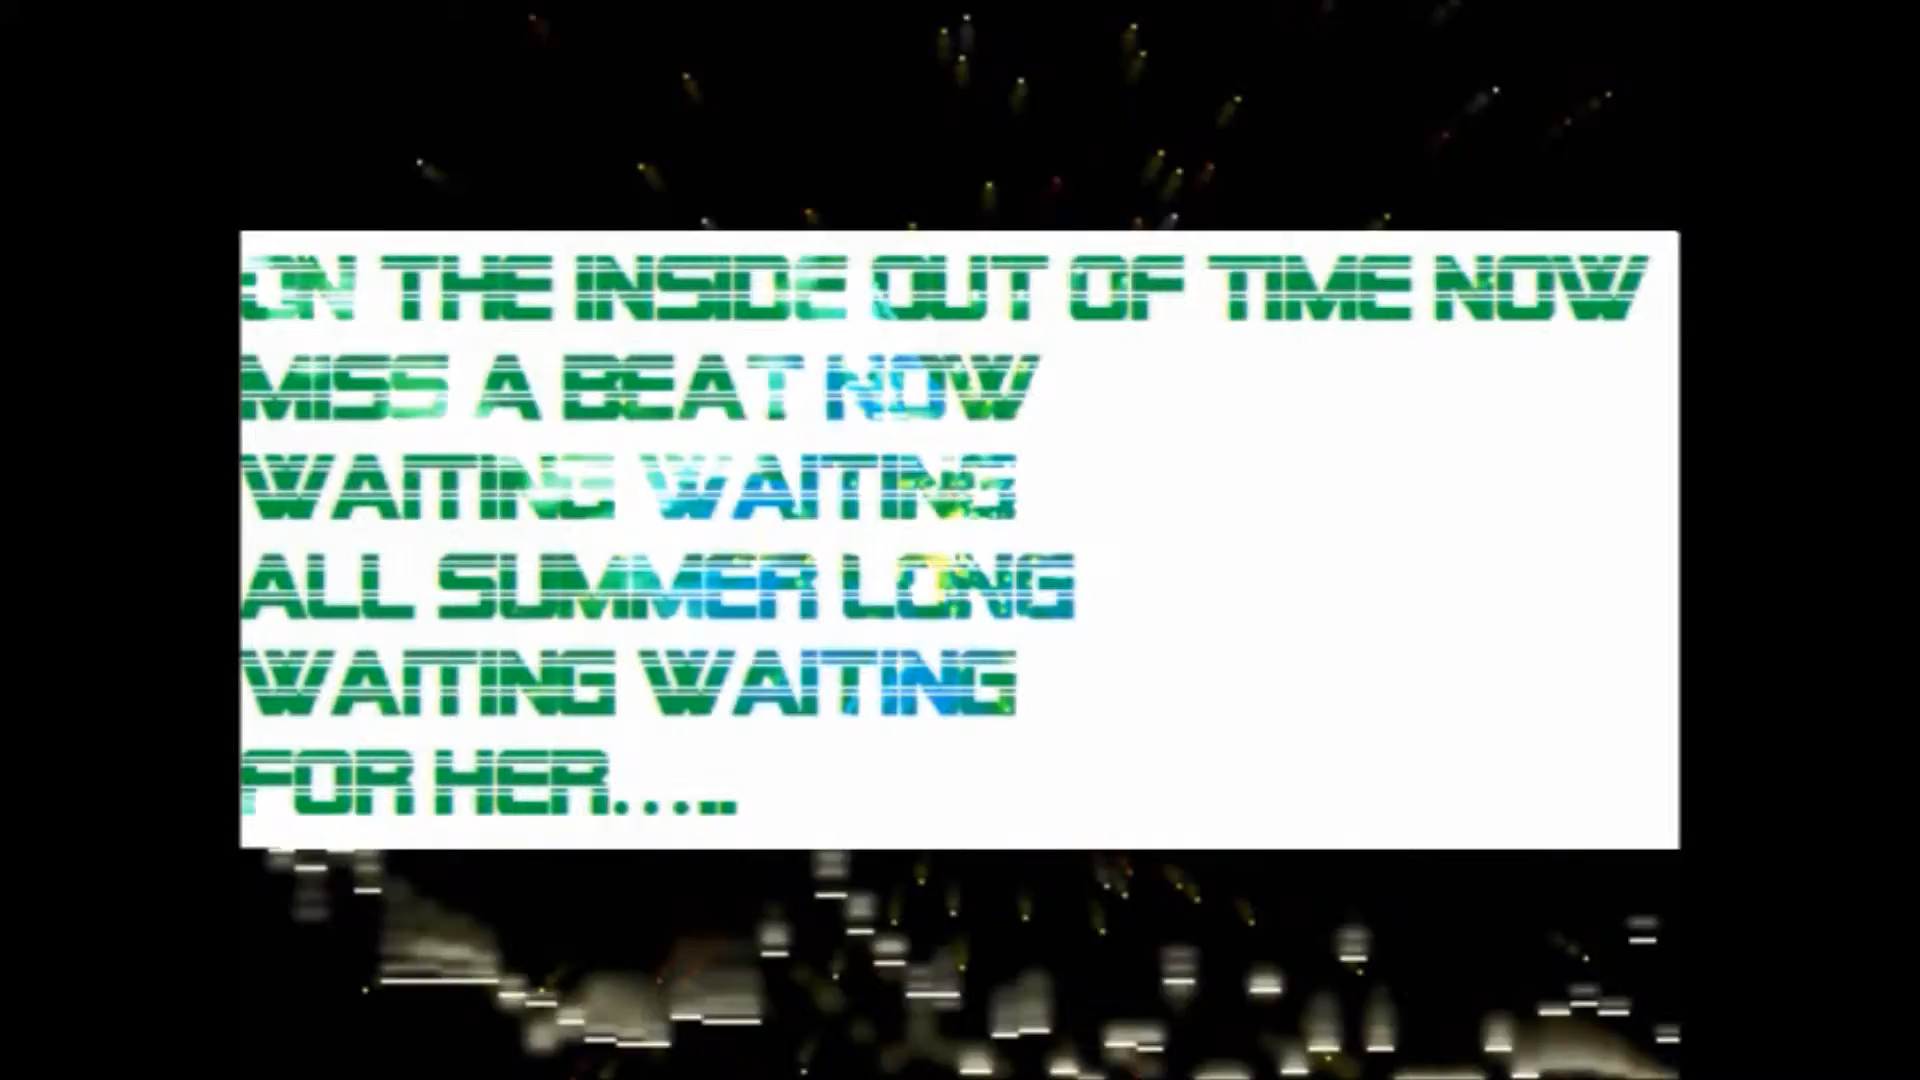 ON THE INSIDE OUT OF TIME NOW
MISS A BEAT NOW
WAITING WAITING
ALL SUMMER LONG
WAITING WAITING
FOR HER.....